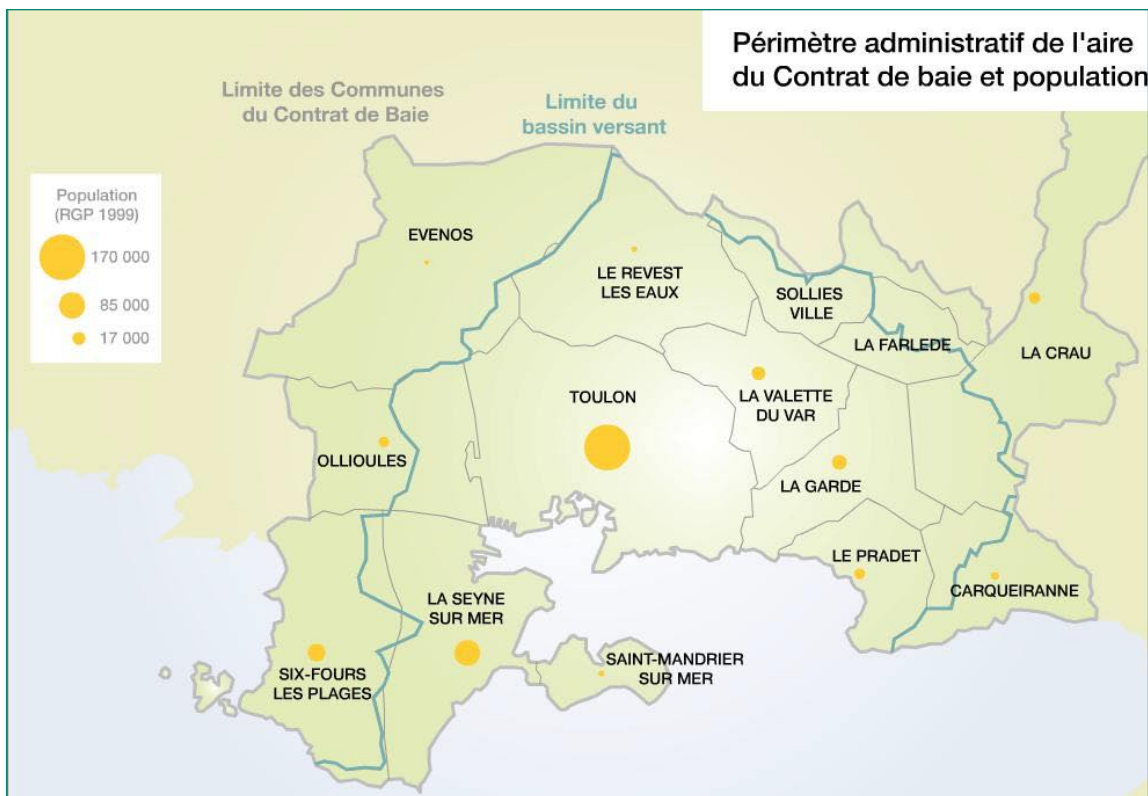 Périmètre administratif de l'aire
du Contrat de baie et population
Limite des Communes
du Contrat de Baie
Limite du
bassin versant
Population
(RGP 1999)
170 000
85 000
17 000
EVENOS
LE REVEST
LES EAUX
SOLLIES
VILLE
LA FARLEDE
LA CRAU
TOULON
LA VALETTE
DU VAR
OLLIOULES
LA GARDE
LE PRADET
CARQUEIRANNE
LA SEYNE
SUR MER
SIX-FOURS
LES PLAGES
SAINT-MANDRIER
SUR MER